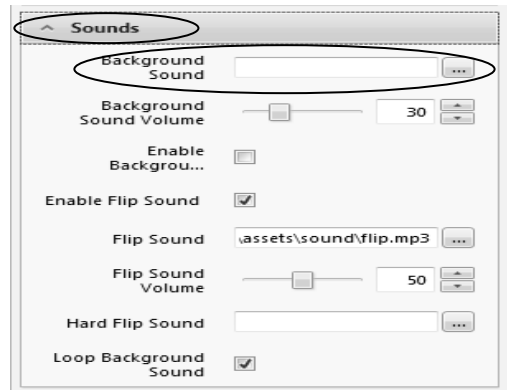 Sounds
Background
Sound
...
Background
Sound Volume
30
Enable
Backgrou...
Enable Flip Sound
Flip Sound
\assets\sound\flip.mp3
...
Flip Sound
Volume
50
Hard Flip Sound
...
Loop Background
Sound